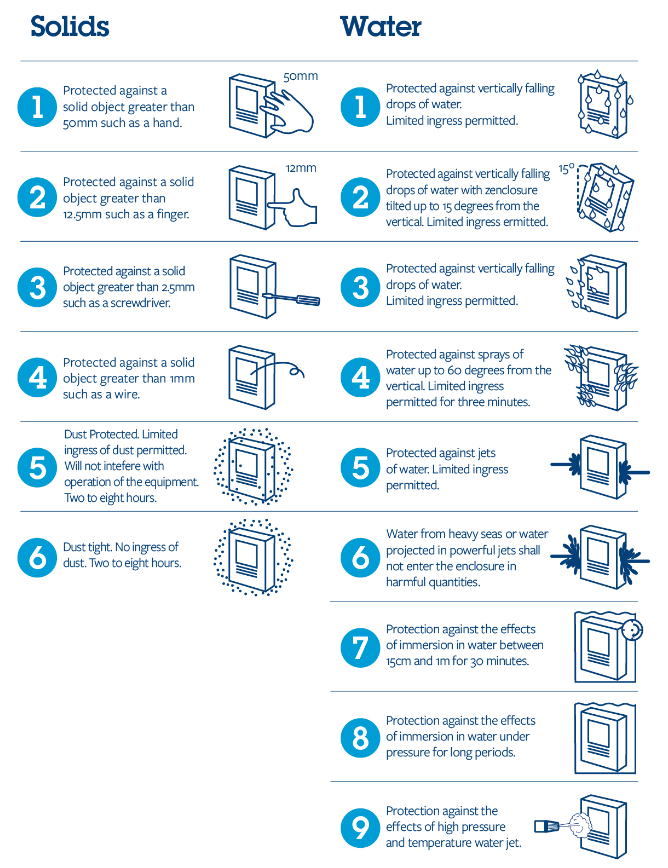 Solids
1
Protected against a
solid object greater than
50mm such as a hand.
50mm
2
Protected against a solid
object greater than
12.5mm such as a finger.
12mm
3
Protected against a solid
object greater than 2.5mm
such as a screwdriver.
4
Protected against a solid
object greater than 1mm
such as a wire.
5
Dust Protected. Limited
ingress of dust permitted.
Will not intefere with
operation of the equipment.
Two to eight hours.
6
Dust tight. No ingress of
dust. Two to eight hours.
Water
1
Protected against vertically falling
drops of water.
Limited ingress permitted.
2
Protected against vertically falling
drops of water with zenclosure
tilted up to 15 degrees from the
vertical. Limited ingress ermitted.
15°
3
Protected against vertically falling
drops of water.
Limited ingress permitted.
4
Protected against sprays of
water up to 60 degrees from the
vertical. Limited ingress
permitted for three minutes.
5
Protected against jets
of water. Limited ingress
permitted.
6
Water from heavy seas or water
projected in powerful jets shall
not enter the enclosure in
harmful quantities.
7
Protection against the effects
of immersion in water between
15cm and 1m for 30 minutes.
8
Protection against the effects
of immersion in water under
pressure for long periods.
9
Protection against the
effects of high pressure
and temperature water jet.